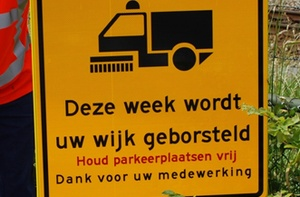 Deze week wordt
uw wijk geborsteld
Houd parkeerplaatsen vrij
Dank voor uw medewerking